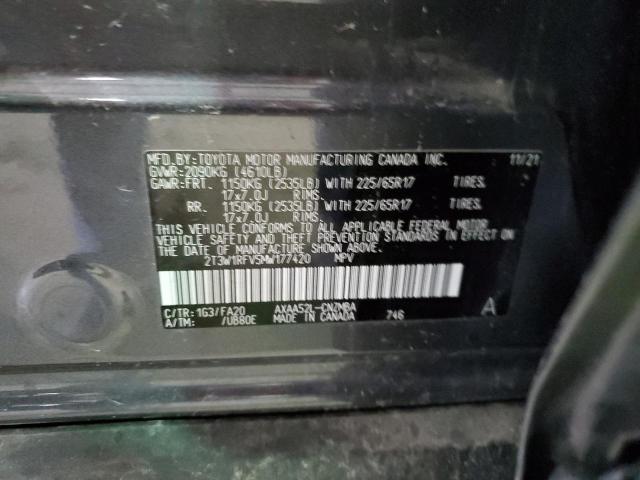 MFD.BY:TOYOTA MOTOR MANUFACTURING CANADA INC. 11/21
GVWR:2090KG (4610LB)
GAWR:FRT. 1150KG (2535LB) WITH 225/65R17 TIRES.
17x7.0J RIMS.
RR. 1150KG (2535LB) WITH 225/65R17 TIRES.
17x7.0J RIMS.
THIS VEHICLE CONFORMS TO ALL APPLICABLE FEDERAL MOTOR
VEHICLE SAFETY AND BUMPER STANDARDS IN EFFECT ON
THE DATE OF MANUFACTURE SHOWN ABOVE.
2T3W1RFV5MW177420 MPV
C/TR:1G3/FA20 AXAA52L-CNZMBA 746 A
A/TM: /UB80E MADE IN CANADA